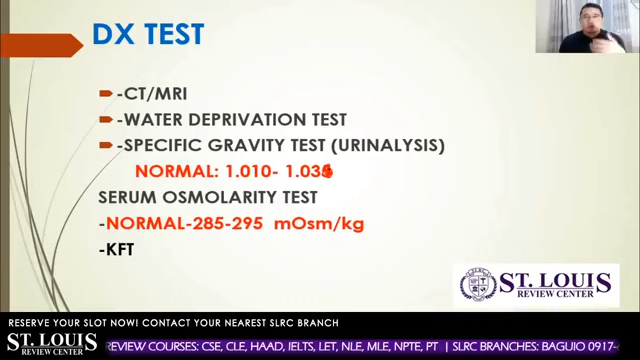 DX TEST
-CT/MRI
-WATER DEPRIVATION TEST
-SPECIFIC GRAVITY TEST (URINALYSIS)
NORMAL: 1.010- 1.035
SERUM OSMOLARITY TEST
-NORMAL-285-295 mOsm/kg
-KFT
ST. LOUIS
REVIEW CENTER
RESERVE YOUR SLOT NOW! CONTACT YOUR NEAREST SLRC BRANCH
ST. LOUIS
REVIEW CENTER
REVIEW COURSES: CSE, CLE, HAAD, IELTS, LET, NLE, MLE, NPTE, PT | SLRC BRANCHES: BAGUIO 0917-